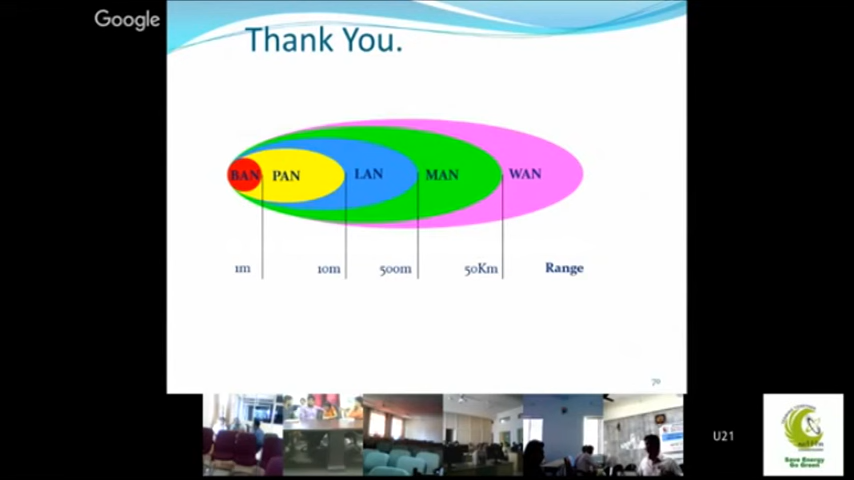 Google
Thank You.
BAN PAN LAN MAN WAN
1m 10m 500m 50Km Range
70
U21
Save Energy
Go Green